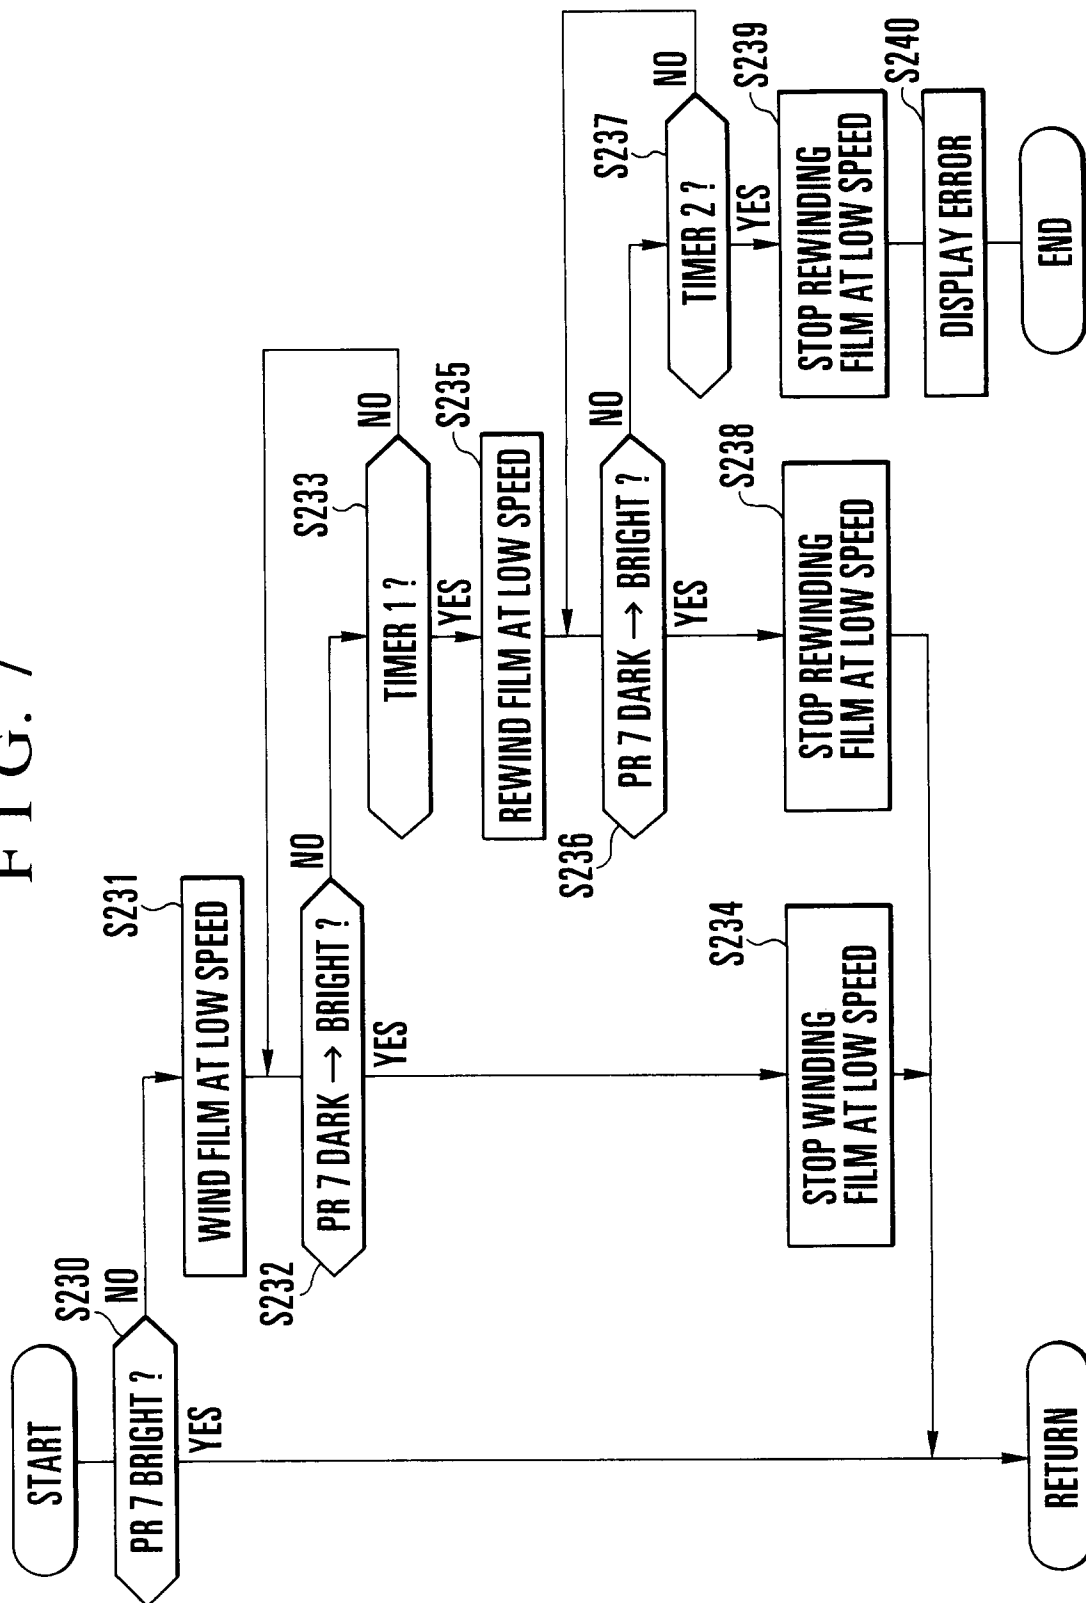 FIG. 7
START
S230
PR 7 BRIGHT ?
NO
YES
S231
WIND FILM AT LOW SPEED
S232
PR 7 DARK → BRIGHT ?
NO
YES
S233
TIMER 1 ?
NO
YES
S235
REWIND FILM AT LOW SPEED
S236
PR 7 DARK → BRIGHT ?
NO
YES
S237
TIMER 2 ?
NO
YES
S234
STOP WINDING
FILM AT LOW SPEED
S238
STOP REWINDING
FILM AT LOW SPEED
S239
STOP REWINDING
FILM AT LOW SPEED
S240
DISPLAY ERROR
RETURN
END